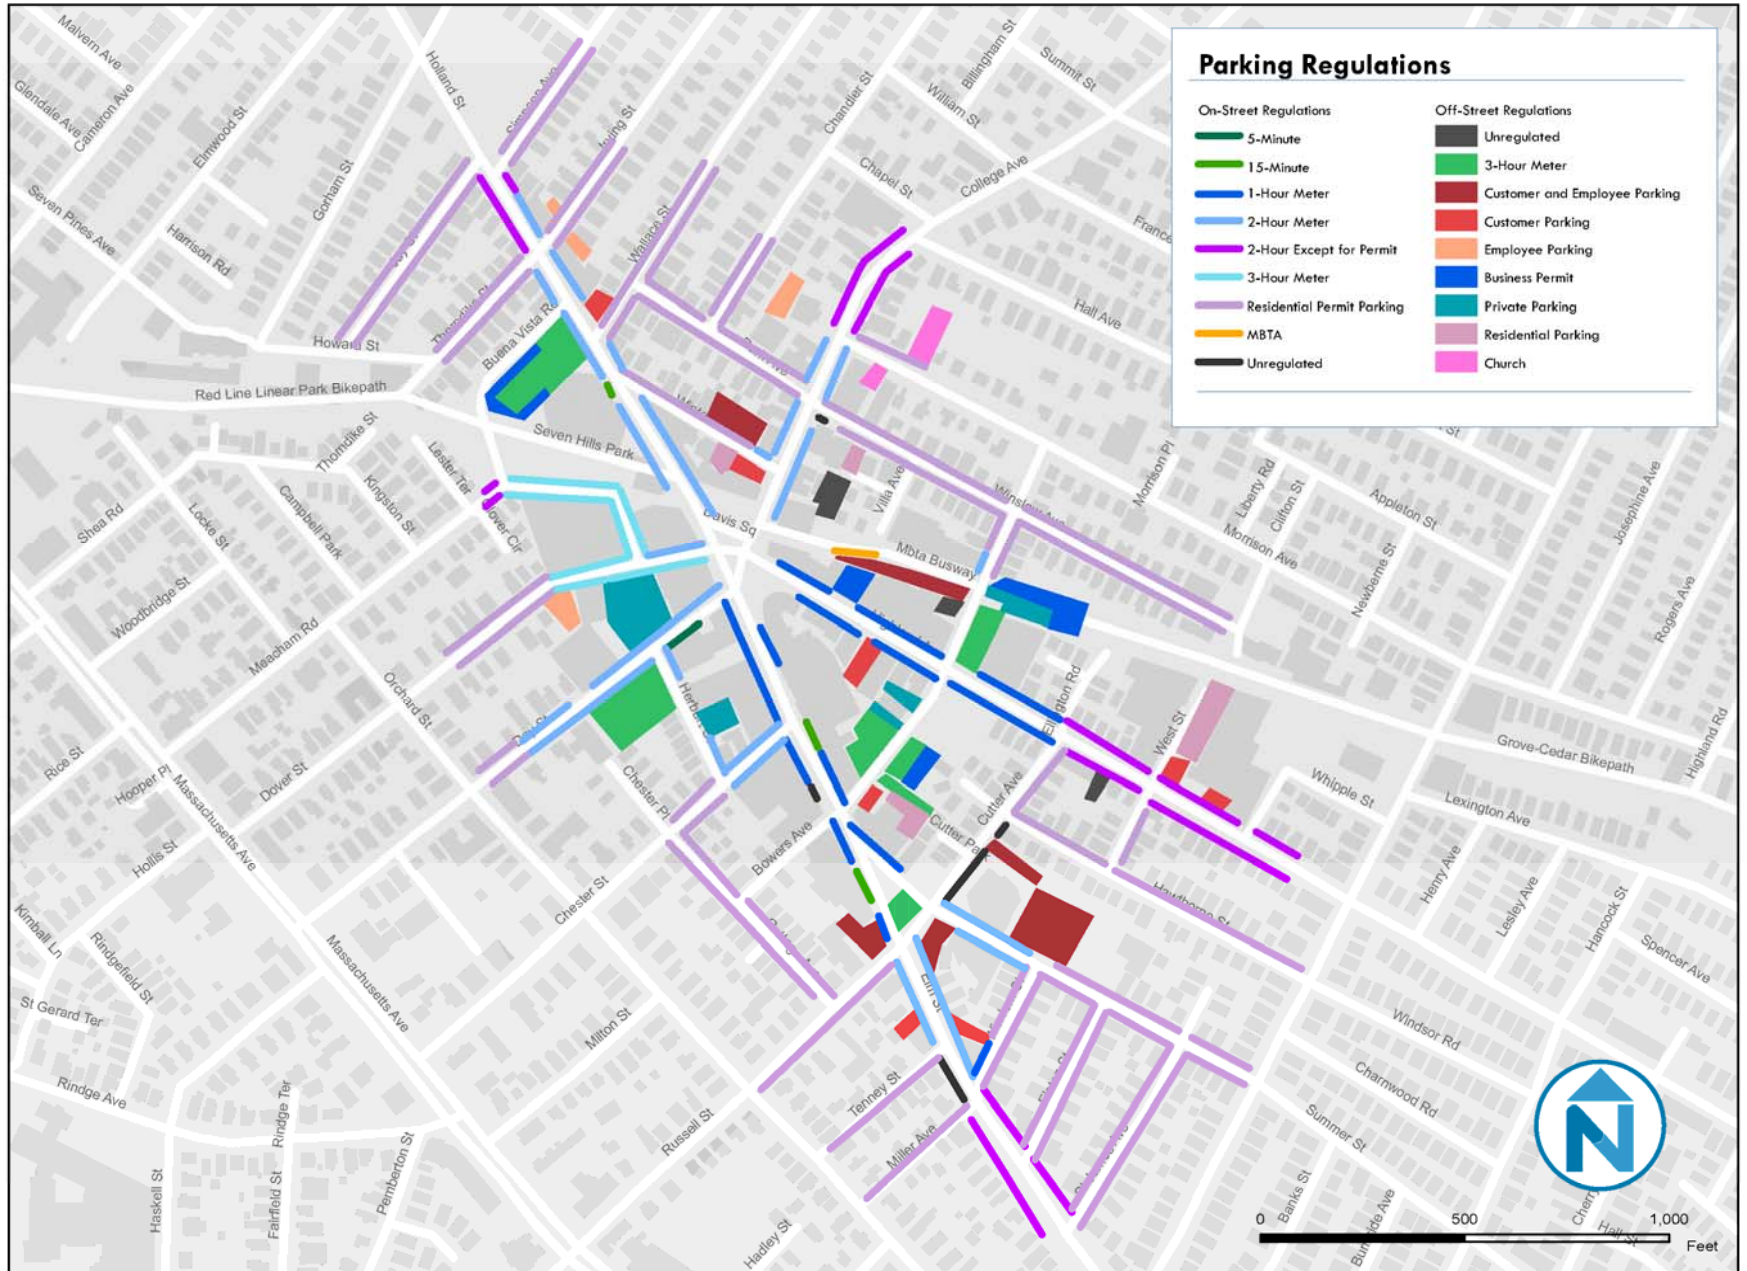 Parking Regulations
On-Street Regulations
5-Minute
15-Minute
1-Hour Meter
2-Hour Meter
2-Hour Except for Permit
3-Hour Meter
Residential Permit Parking
MBTA
Unregulated
Off-Street Regulations
Unregulated
3-Hour Meter
Customer and Employee Parking
Customer Parking
Employee Parking
Business Permit
Private Parking
Residential Parking
Church
Malvern Ave
Glendale Ave
Cameron Ave
Elmwood St
Holland St
Gorham St
Seven Pines Ave
Harrison Rd
Howard St
Buena Vista Rd
Red Line Linear Park Bikepath
Seven Hills Park
Chandler St
Billingham St
Summit St
William St
Chapel St
College Ave
Hall Ave
Wallace St
Thorndike St
Lester Ter
Kingston St
Campbell Park
Locke St
Shea Rd
Woodbridge St
Meacham Rd
Orchard St
Davis Sq
Villa Ave
Mbta Busway
Winslow Ave
Morrison Pl
Liberty Rd
Clifton St
Morrison Ave
Appleton St
Newberne St
Josephine Ave
Rogers Ave
Highland Rd
Grove-Cedar Bikepath
West St
Whipple St
Lexington Ave
Henry Ave
Lesley Ave
Hancock St
Spencer Ave
Windsor Rd
Charnwood Rd
Summer St
Banks St
Rice St
Hooper Pl
Dover St
Massachusetts Ave
Hollis St
Chester Pl
Chester St
Bowers Ave
Cutter Ave
Cutter Park
Hawthorne St
Elm St
Kimball Ln
Rindgefield St
St Gerard Ter
Massachusetts Ave
Milton St
Rindge Ave
Rindge Ter
Haskell St
Fairfield St
Pemberton St
Russell St
Tenney St
Miller Ave
Hadley St
N
0
500
1,000
Feet